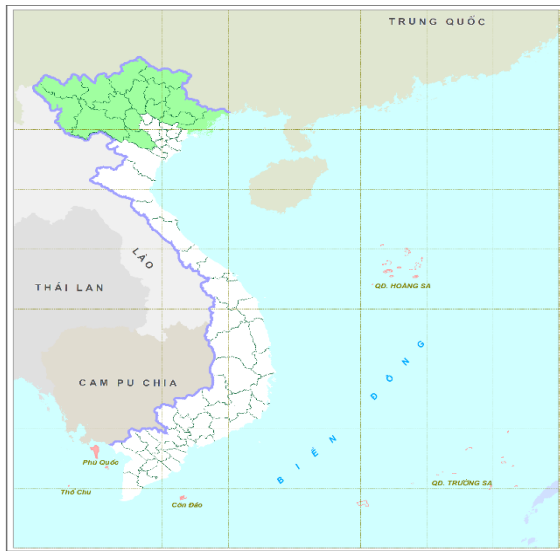 TRUNG QUỐC
LÀO
QĐ. HOÀNG SA
THÁI LAN
CAM PU CHIA
BIỂN ĐÔNG
Phú Quốc
Thổ Chu
Côn Đảo
QĐ. TRƯỜNG SA